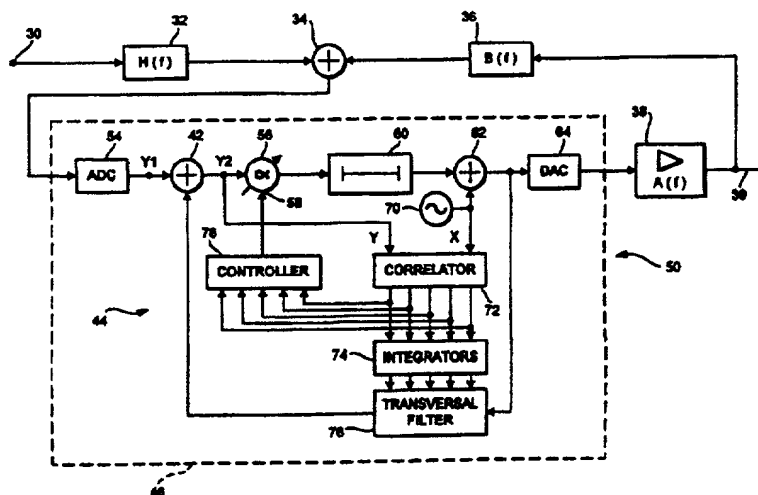 30
32
34
36
H(f)
B(f)
54
42
56
60
62
64
38
ADC
Y1
Y2
α
DAC
A(f)
39
58
70
78
Y
X
CONTROLLER
CORRELATOR
50
44
72
74
INTEGRATORS
TRANSVERSAL
FILTER
76